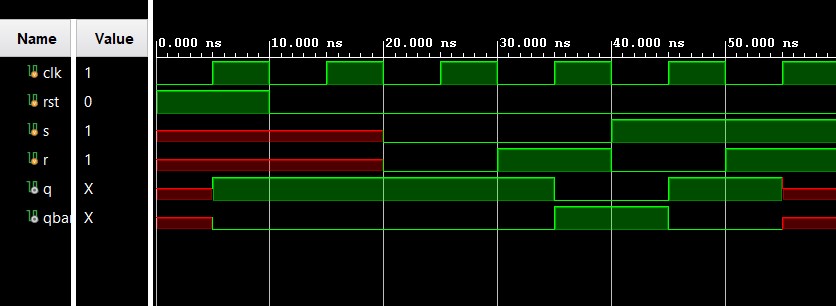 Name Value
0.000 ns 10.000 ns 20.000 ns 30.000 ns 40.000 ns 50.000 ns
clk 1
rst 0
s 1
r 1
q X
qbar X